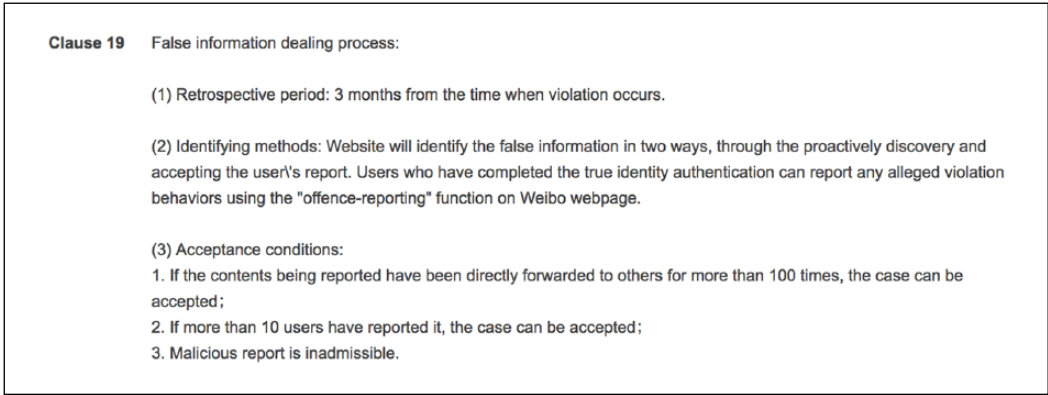 Clause 19 False information dealing process:
(1) Retrospective period: 3 months from the time when violation occurs.
(2) Identifying methods: Website will identify the false information in two ways, through the proactively discovery and
accepting the user\'s report. Users who have completed the true identity authentication can report any alleged violation
behaviors using the "offence-reporting" function on Weibo webpage.
(3) Acceptance conditions:
1. If the contents being reported have been directly forwarded to others for more than 100 times, the case can be
accepted；
2. If more than 10 users have reported it, the case can be accepted；
3. Malicious report is inadmissible.